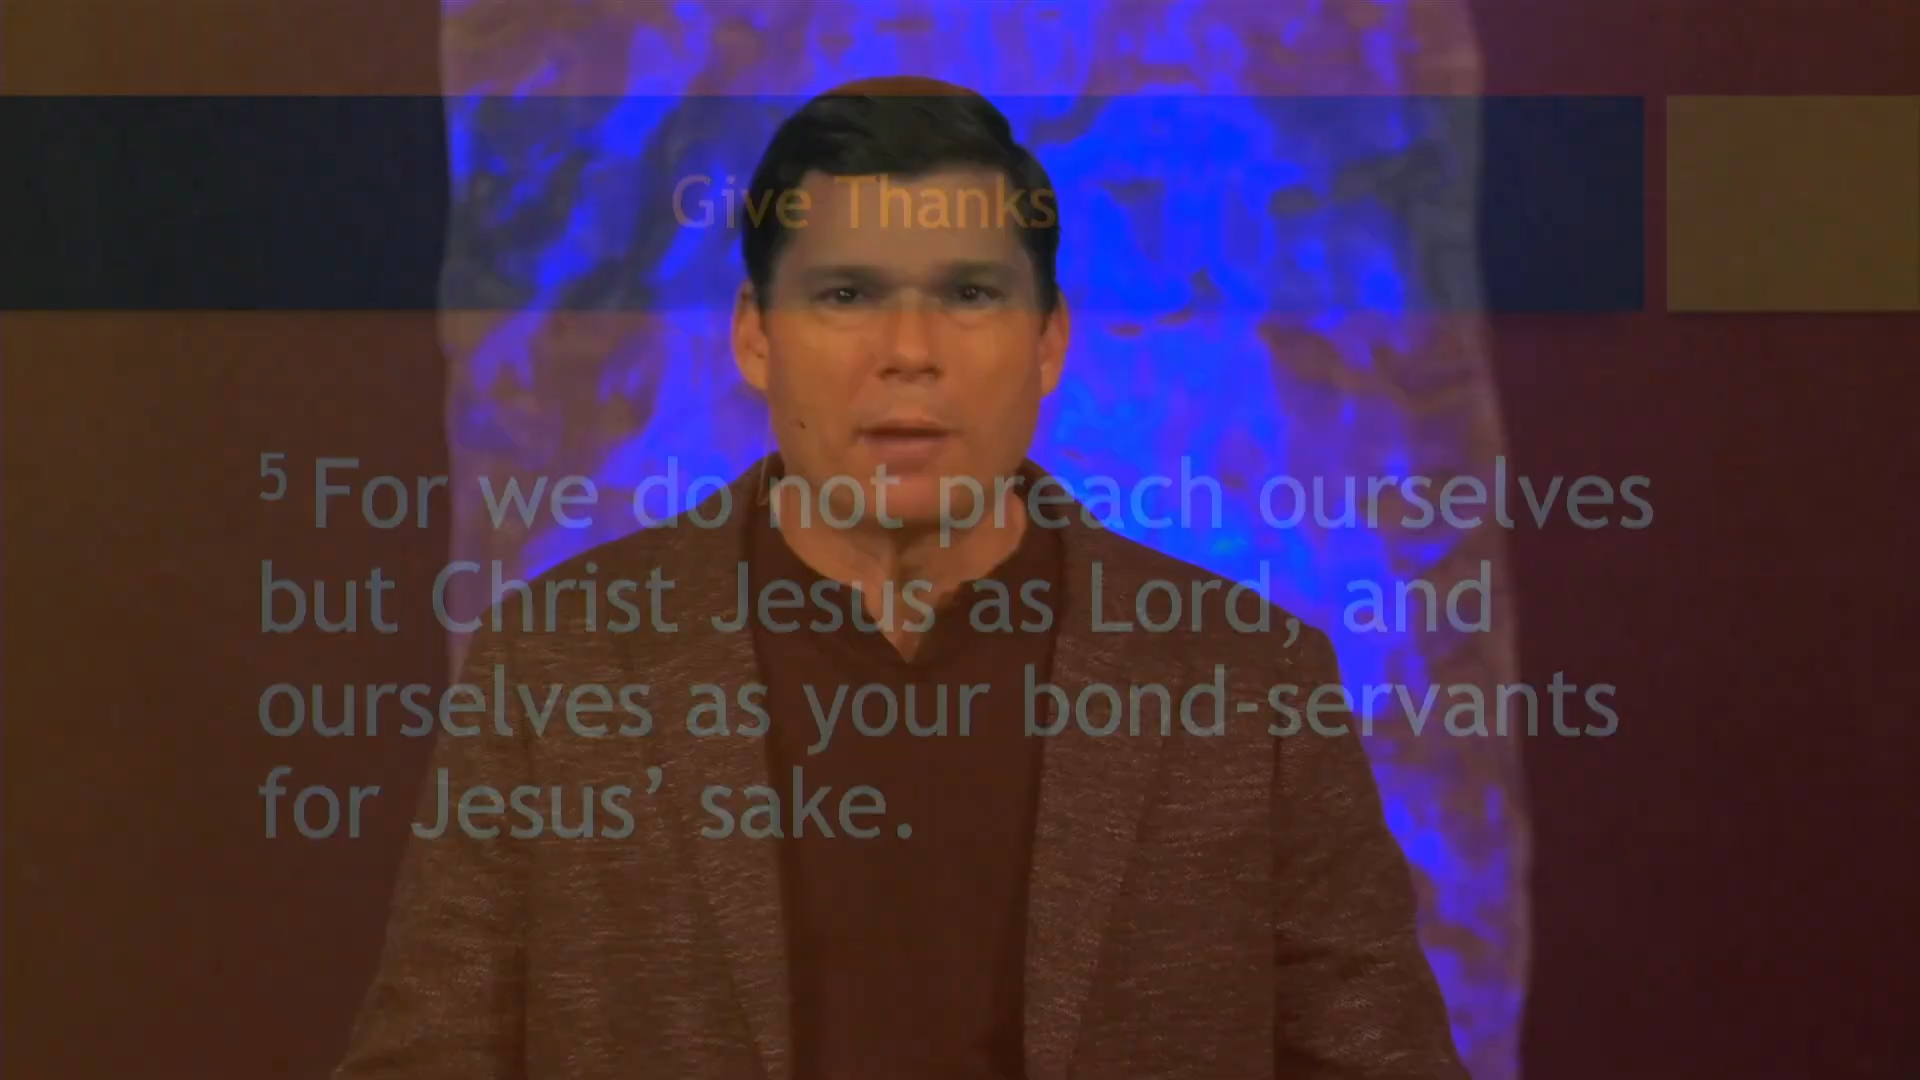 Give Thanks
5 For we do not preach ourselves
but Christ Jesus as Lord, and
ourselves as your bond-servants
for Jesus’ sake.